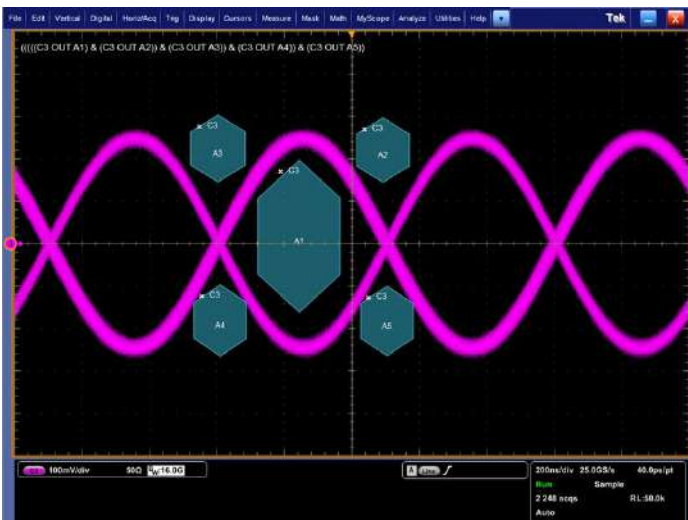 File Edit Vertical Digital Horiz/Acq Trig Display Cursors Measure Mask Math MyScope Analyze Utilities Help Tek X
(((((C3 OUT A1) & (C3 OUT A2)) & (C3 OUT A3)) & (C3 OUT A4)) & (C3 OUT A5))
C3 C3
A3 A2
C3
A1
C3 C3
A4 A5
100mV/div 50Ω BW:16.0G A Line 200ns/div 25.0GS/s 40.0ps/pt
Run Sample
2 248 acqs RL:50.0k
Auto